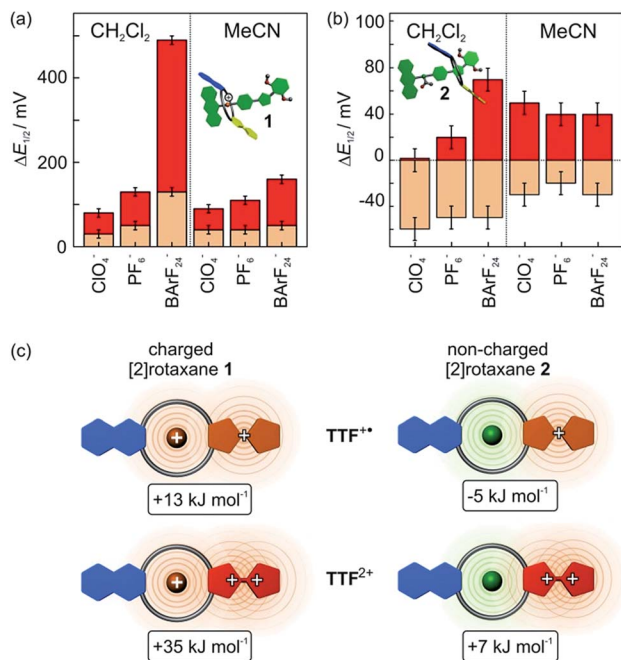 (a)
CH2Cl2
MeCN
ΔE1/2 / mV
500
300
100
0
⊕
1
ClO4-
PF6-
BArF24-
ClO4-
PF6-
BArF24-
(b)
CH2Cl2
MeCN
ΔE1/2 / mV
120
80
40
0
-40
2
ClO4-
PF6-
BArF24-
ClO4-
PF6-
BArF24-
(c)
charged
[2]rotaxane 1
non-charged
[2]rotaxane 2
+
+
TTF+•
+
+13 kJ mol-1
-5 kJ mol-1
+
+ +
TTF2+
+ +
+35 kJ mol-1
+7 kJ mol-1